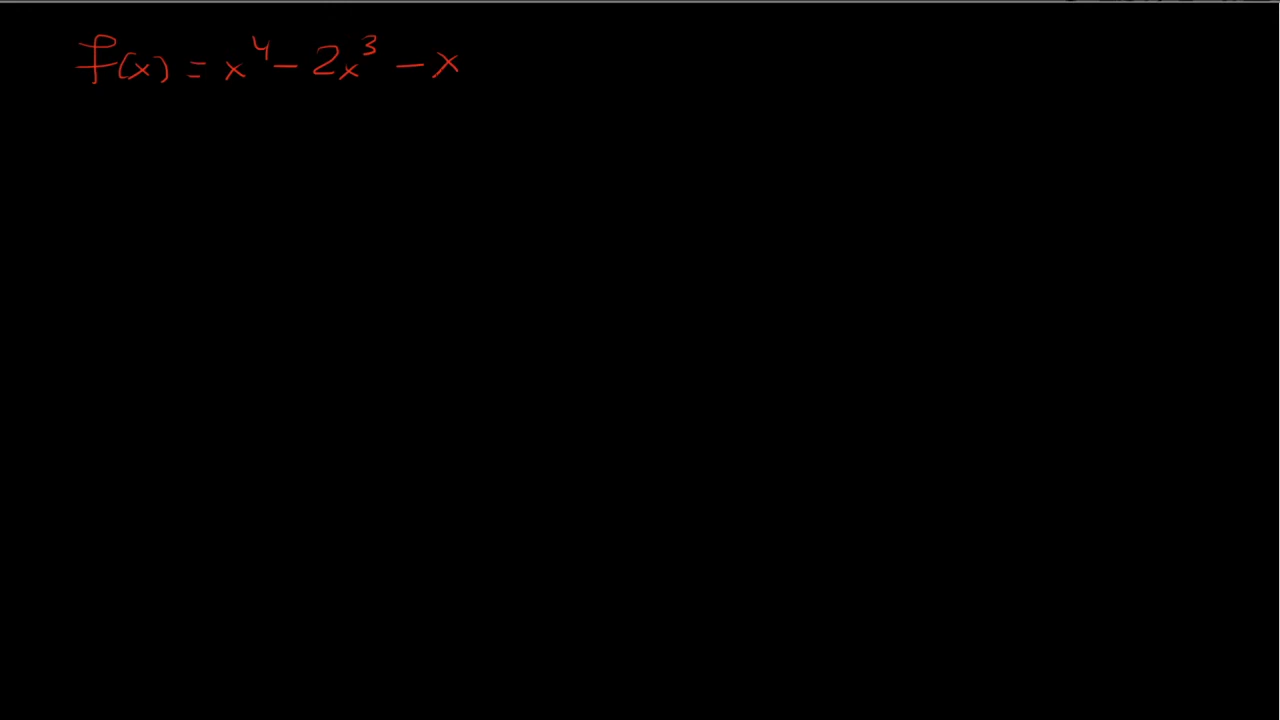 f(x) = x⁴ - 2x³ - x